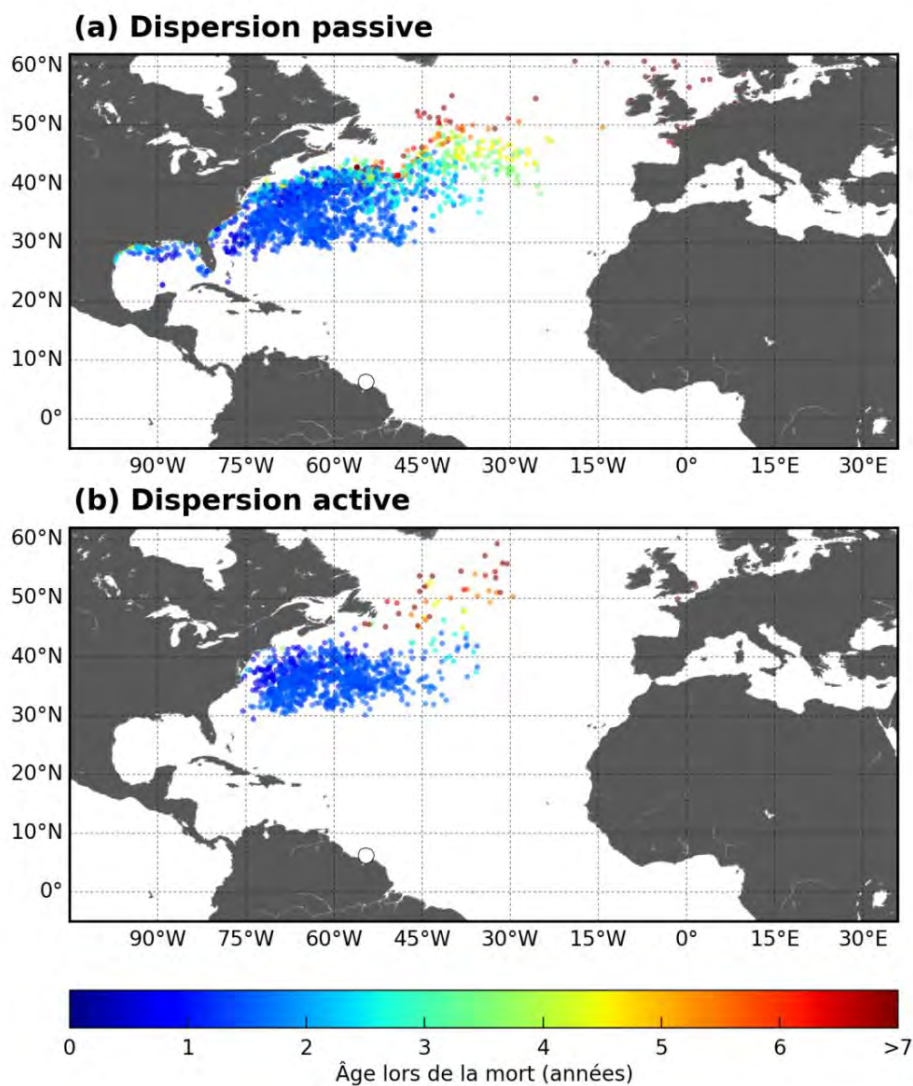 (a) Dispersion passive
60°N
50°N
40°N
30°N
20°N
10°N
0°
90°W 75°W 60°W 45°W 30°W 15°W 0° 15°E 30°E
(b) Dispersion active
60°N
50°N
40°N
30°N
20°N
10°N
0°
90°W 75°W 60°W 45°W 30°W 15°W 0° 15°E 30°E
0 1 2 3 4 5 6 >7
Âge lors de la mort (années)